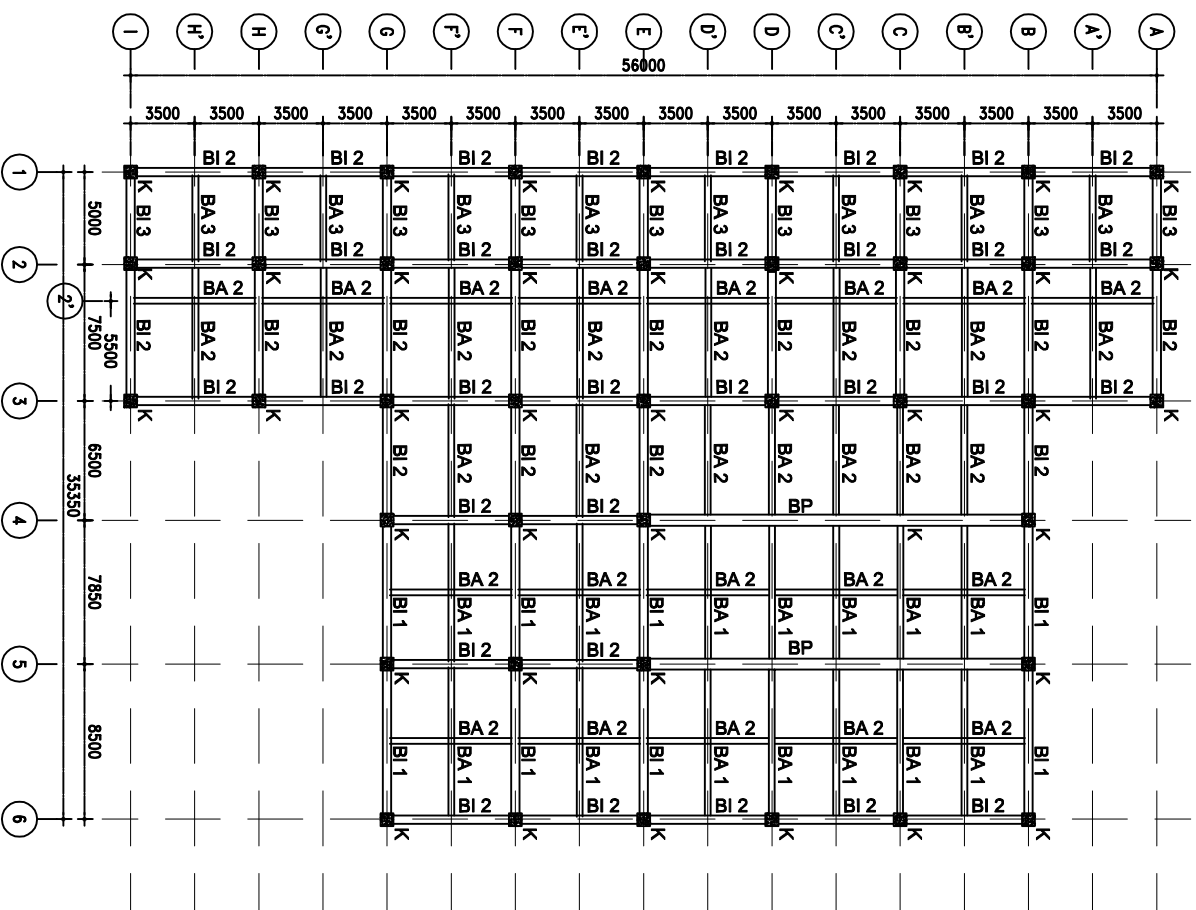 I H' H G' G F' F E' E D' D C' C B' B A' A
56000
3500 3500 3500 3500 3500 3500 3500 3500 3500 3500 3500 3500 3500 3500 3500 3500
BI 2 BI 2 BI 2 BI 2 BI 2 BI 2 BI 2 BI 2
1
K K K K K K K K K
5000
BI 3 BA 3 BI 3 BA 3 BI 3 BA 3 BI 3 BA 3 BI 3 BA 3 BI 3 BA 3 BI 3 BA 3 BI 3 BA 3 BI 3
BI 2 BI 2 BI 2 BI 2 BI 2 BI 2 BI 2 BI 2
2
K K K K K K K K K
BA 2 BA 2 BA 2 BA 2 BA 2 BA 2 BA 2 BA 2
2'
7500
5500
BI 2 BA 2 BI 2 BA 2 BI 2 BA 2 BI 2 BA 2 BI 2 BA 2 BI 2 BA 2 BI 2 BA 2 BI 2 BA 2 BI 2
BI 2 BI 2 BI 2 BI 2 BI 2 BI 2 BI 2 BI 2
3
K K K K K K K K K
6500
BI 2 BA 2 BI 2 BA 2 BI 2 BA 2 BA 2 BA 2 BA 2 BA 2 BI 2
35350
BI 2 BI 2 BP
4
K K K K K
7850
BA 2 BA 2 BA 2 BA 2 BA 2
BI 1 BA 1 BI 1 BA 1 BI 1 BA 1 BA 1 BA 1 BA 1 BA 1 BI 1
BI 2 BI 2 BP
5
K K K K
8500
BA 2 BA 2 BA 2 BA 2 BA 2
BI 1 BA 1 BI 1 BA 1 BI 1 BA 1 BA 1 BA 1 BA 1 BA 1 BI 1
BI 2 BI 2 BI 2 BI 2 BI 2
6
K K K K K K